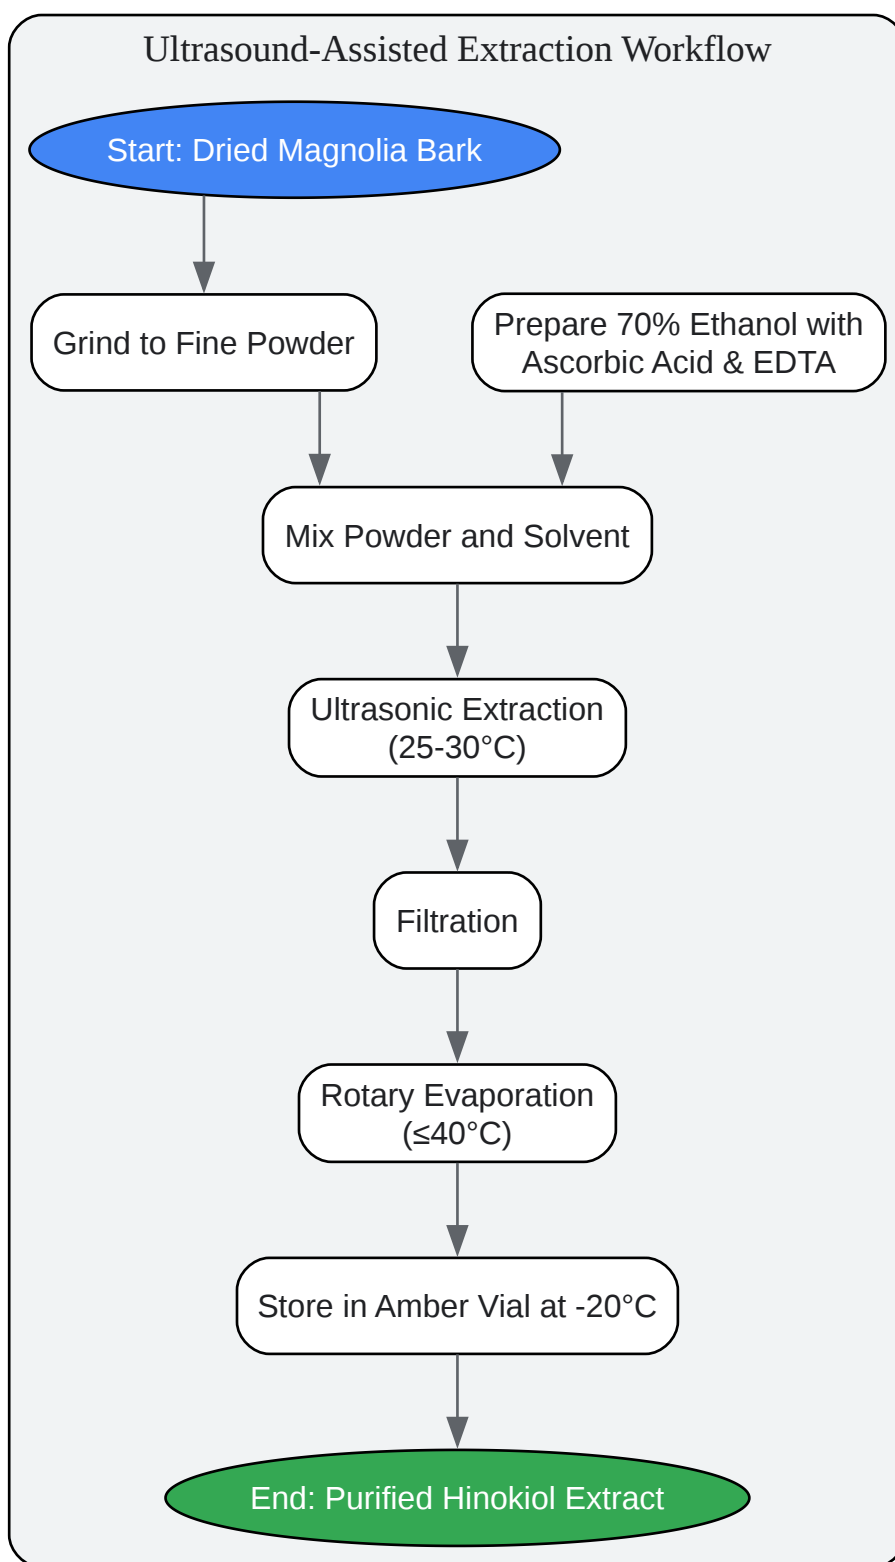 Ultrasound-Assisted Extraction Workflow
Start: Dried Magnolia Bark
Grind to Fine Powder
Prepare 70% Ethanol with
Ascorbic Acid & EDTA
Mix Powder and Solvent
Ultrasonic Extraction
(25-30°C)
Filtration
Rotary Evaporation
(≤40°C)
Store in Amber Vial at -20°C
End: Purified Hinokiol Extract